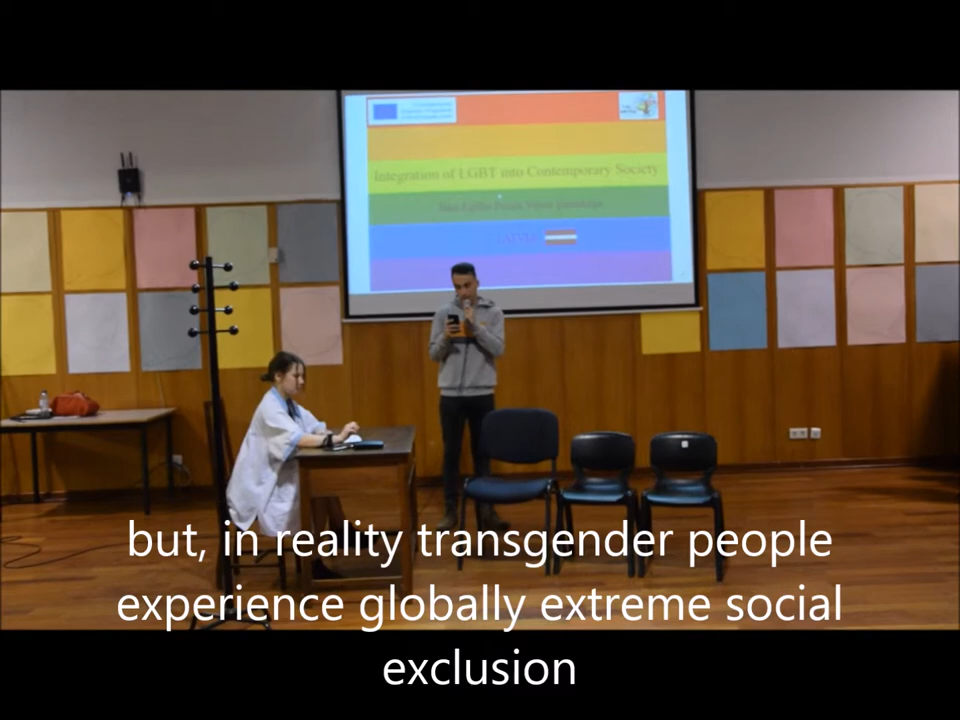 Integration of LGBT into Contemporary Society
but, in reality transgender people
experience globally extreme social
exclusion